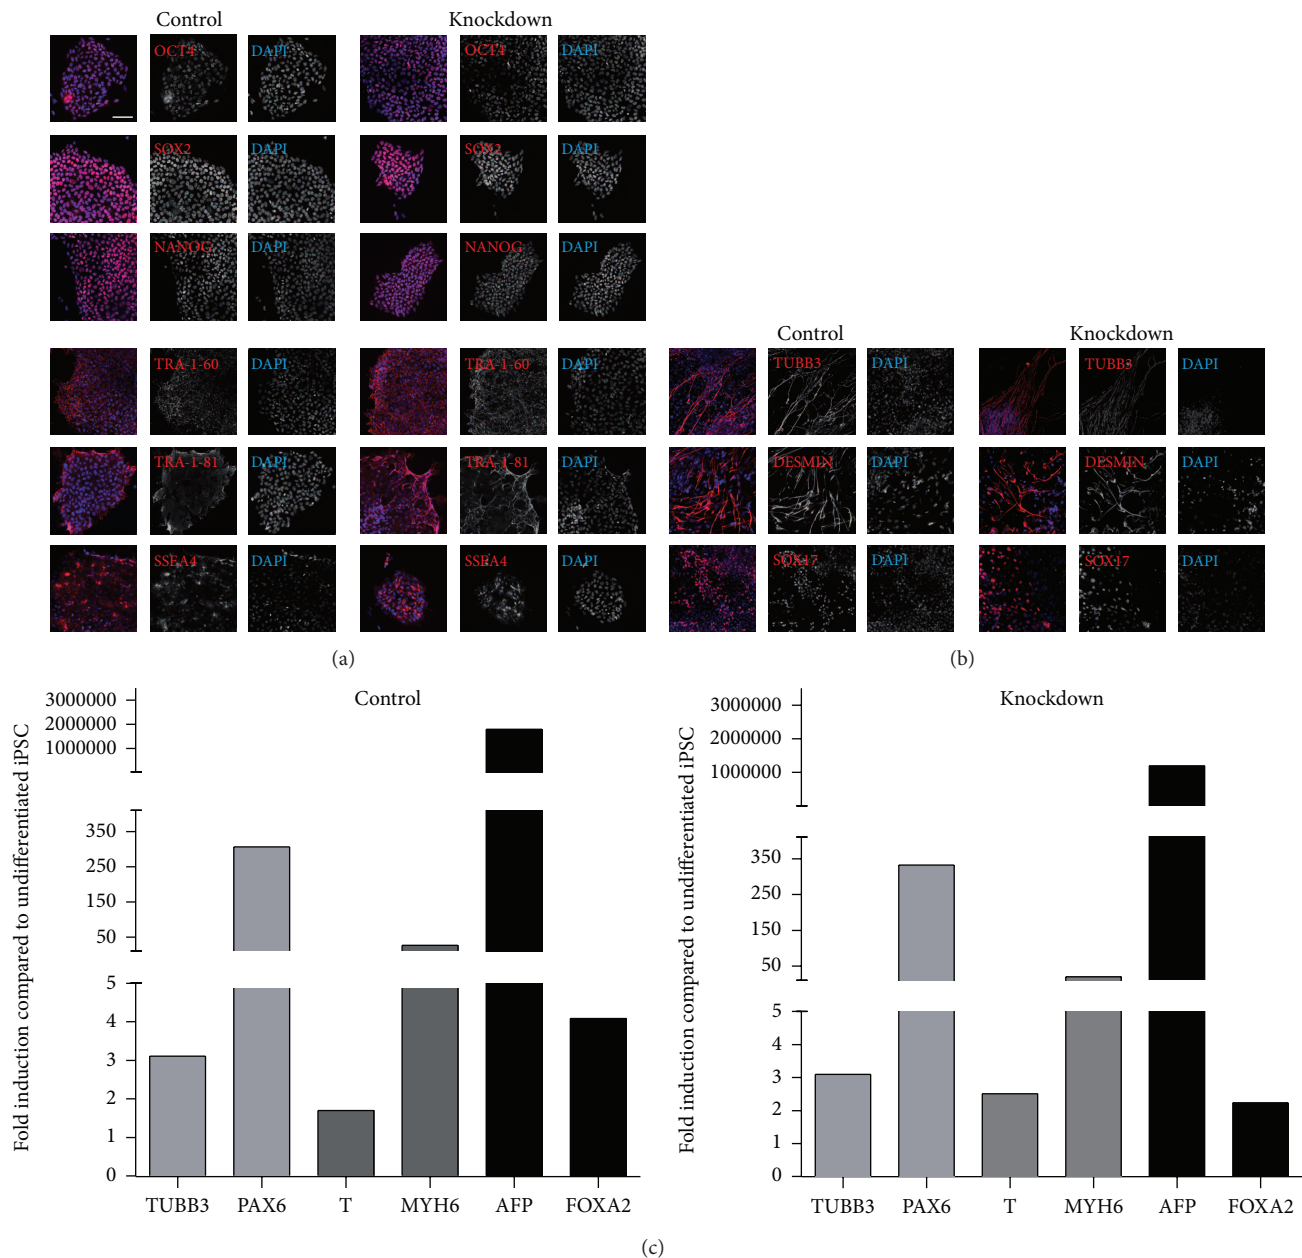 Control Knockdown
OCT4 DAPI OCT4 DAPI
SOX2 DAPI SOX2 DAPI
NANOG DAPI NANOG DAPI
Control Knockdown
TRA-1-60 DAPI TRA-1-60 DAPI TUBB3 DAPI TUBB3 DAPI
TRA-1-81 DAPI TRA-1-81 DAPI DESMIN DAPI DESMIN DAPI
SSEA4 DAPI SSEA4 DAPI SOX17 DAPI SOX17 DAPI
(a) (b)
Control
Fold induction compared to undifferentiated iPSC
3000000
2000000
1000000
350
250
150
50
5
4
3
2
1
0
TUBB3 PAX6 T MYH6 AFP FOXA2
Knockdown
Fold induction compared to undifferentiated iPSC
3000000
2000000
1000000
350
250
150
50
5
4
3
2
1
0
TUBB3 PAX6 T MYH6 AFP FOXA2
(c)